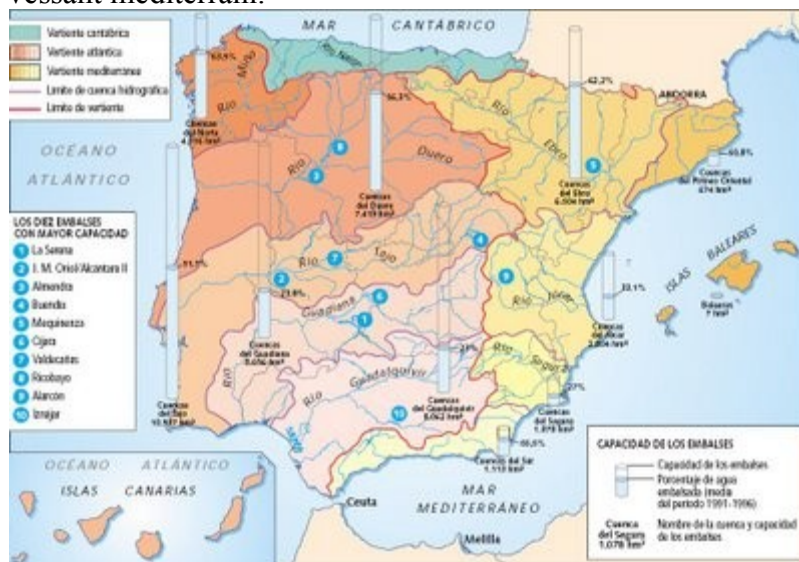 vessant mediterrani.
MAR CANTÁBRICO
Vertiente cantábrica
Vertiente atlántica
Vertiente mediterránea
Límite de cuenca hidrográfica
Límite de vertiente
OCÉANO
ATLÁNTICO
ANDORRA
Río Miño
Río Duero
Río Ebro
Río Tajo
Río Júcar
Río Segura
Río Guadiana
Río Guadalquivir
Cuencas
del Norte
Cuencas
del Duero
Cuencas
del Ebro
Cuencas
del Pirineo Oriental
Cuencas
del Tajo
Cuencas
del Guadiana
Cuencas
del Guadalquivir
Cuencas
del Júcar
Cuencas
del Segura
Cuencas del Sur
Baleares
ISLAS BALEARES
62,2%
27%
LOS DIEZ EMBALSES
CON MAYOR CAPACIDAD
1 La Serena
2 J. M. Oriol/Alcántara II
3 Almendra
4 Buendía
5 Mequinenza
6 Cíjara
7 Valdecañas
8 Ricobayo
9 Alarcón
10 Iznájar
OCÉANO ATLÁNTICO
ISLAS CANARIAS
MAR
MEDITERRÁNEO
Ceuta
Melilla
CAPACIDAD DE LOS EMBALSES
Capacidad de los embalses
Porcentaje de agua
embalsada (media
del periodo 1991-1996)
Cuenca
del Segura
1.078 hm³
Nombre de la cuenca y capacidad
de los embalses